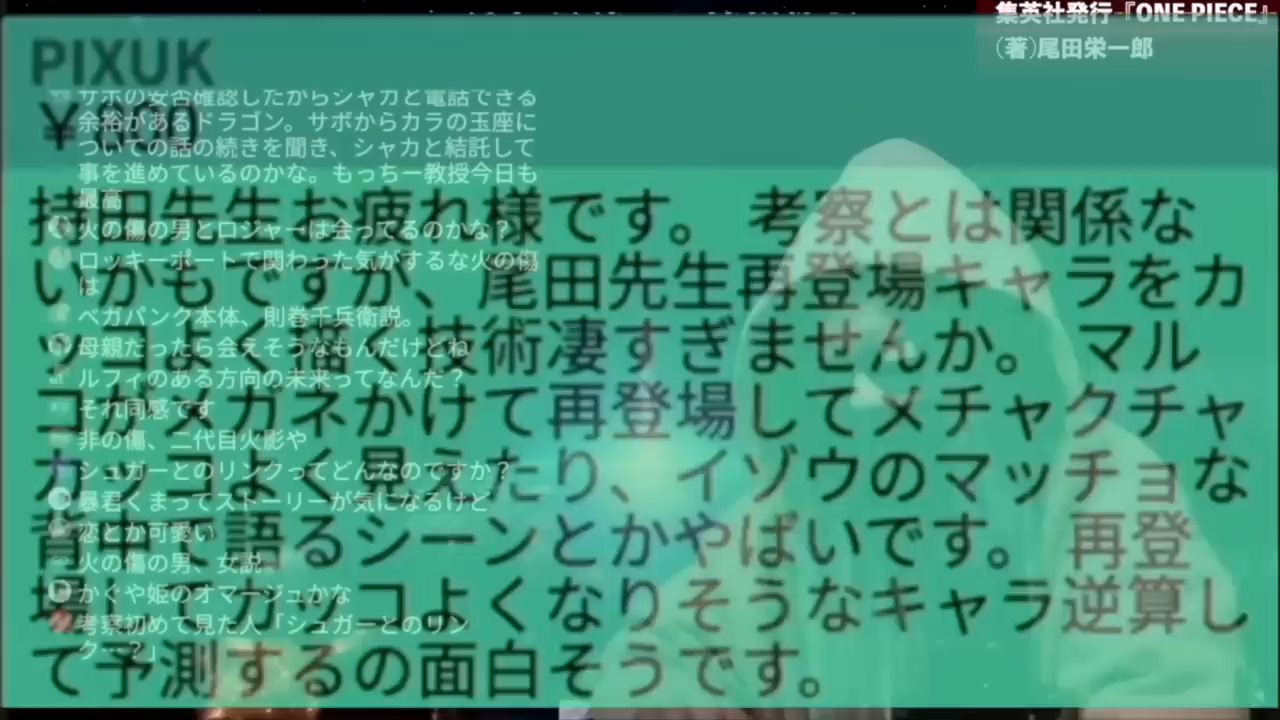 集英社発行『ONE PIECE』
(著)尾田栄一郎
PIXUK
￥800
持田先生お疲れ様です。 考察とは関係な
いかもですが、尾田先生再登場キャラをカ
ッコよく描く技術凄すぎませんか。 マル
コがメガネかけて再登場してメチャクチャ
カッコよく見えたり、イゾウのマッチョな
背中で語るシーンとかやばいです。 再登
場してカッコよくなりそうなキャラ逆算し
て予測するの面白そうです。
サボの安否確認したからシャカと電話できる
余裕があるドラゴン。サボからカラの玉座に
ついての話の続きを聞き、シャカと結託して
事を進めているのかな。もっちー教授今日も
最高
火の傷の男とロジャーは会ってるのかな？
ロッキーポートで関わった気がするな火の傷
は
ベガパンク本体、則巻千兵衛説。
母親だったら会えそうなもんだけどね
ルフィのある方向の未来ってなんだ？
それ同感です
非の傷、二代目火影や
シュガーとのリンクってどんなのですか？
暴君くまってストーリーが気になるけど
恋とか可愛い
火の傷の男、女説
かぐや姫のオマージュかな
考察初めて見た人「シュガーとのリン
ク…？」